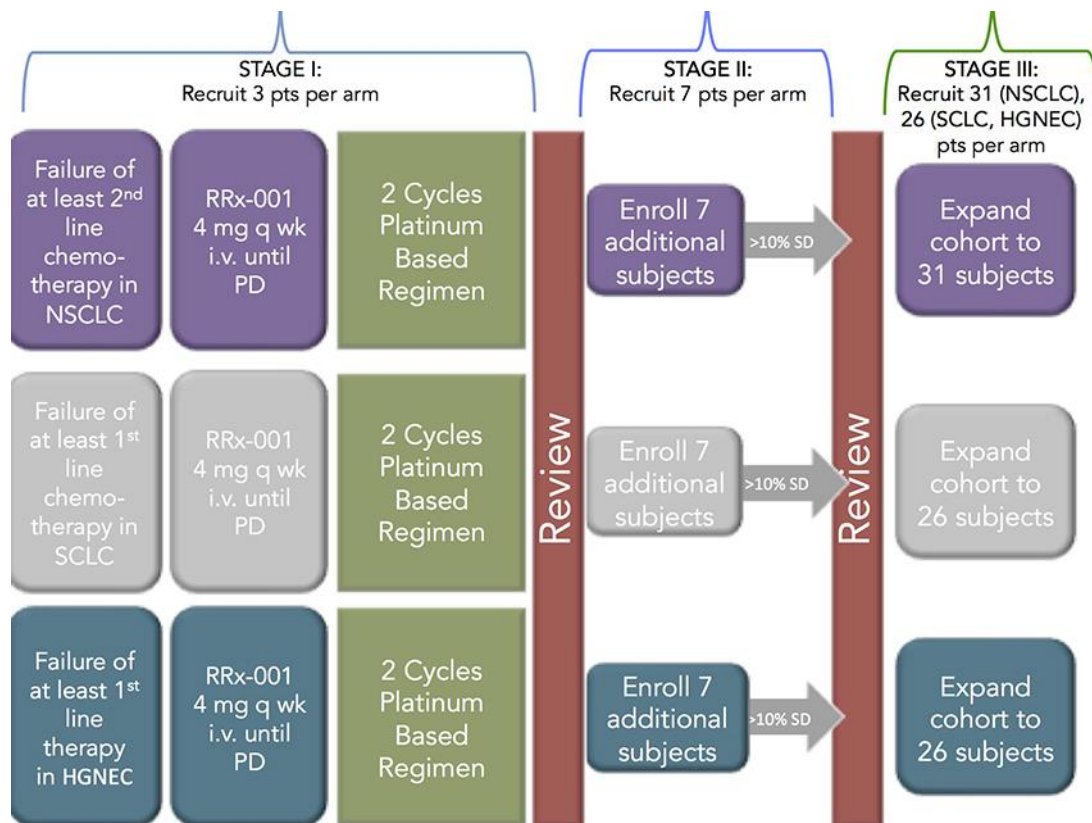 STAGE I:
Recruit 3 pts per arm
STAGE II:
Recruit 7 pts per arm
STAGE III:
Recruit 31 (NSCLC),
26 (SCLC, HGNEC)
pts per arm
Failure of
at least 2nd
line
chemo-
therapy in
NSCLC
RRx-001
4 mg q wk
i.v. until
PD
2 Cycles
Platinum
Based
Regimen
Enroll 7
additional
subjects
>10% SD
Expand
cohort to
31 subjects
Failure of
at least 1st
line
chemo-
therapy in
SCLC
RRx-001
4 mg q wk
i.v. until
PD
2 Cycles
Platinum
Based
Regimen
Review
Enroll 7
additional
subjects
>10% SD
Review
Expand
cohort to
26 subjects
Failure of
at least 1st
line
therapy
in HGNEC
RRx-001
4 mg q wk
i.v. until
PD
2 Cycles
Platinum
Based
Regimen
Enroll 7
additional
subjects
>10% SD
Expand
cohort to
26 subjects